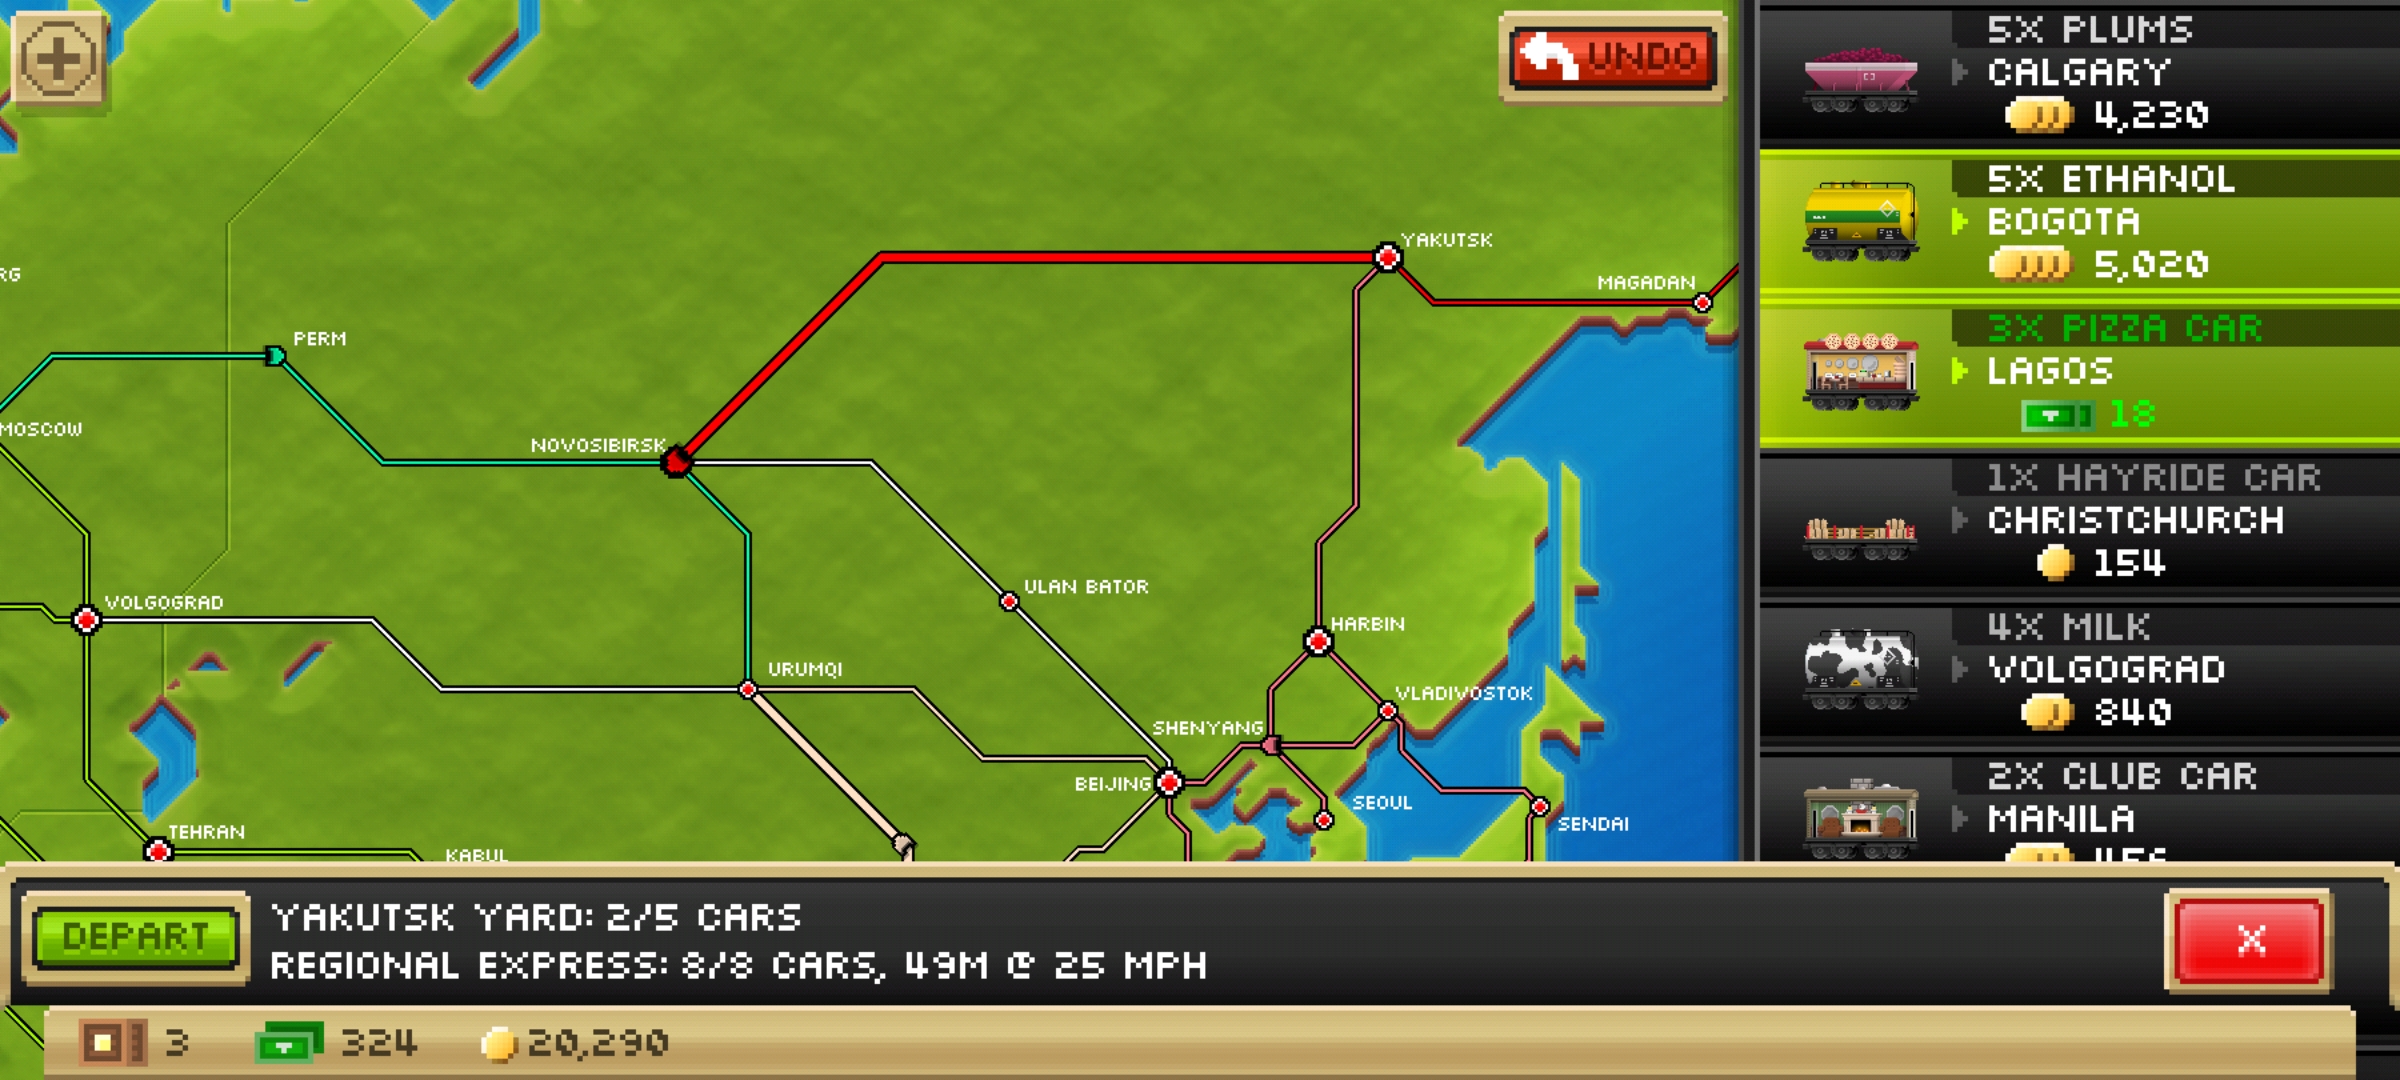 UNDO
YAKUTSK
MAGADAN
RG
PERM
MOSCOW
NOVOSIBIRSK
ULAN BATOR
VOLGOGRAD
HARBIN
URUMQI
VLADIVOSTOK
SHENYANG
BEIJING
SEOUL
SENDAI
TEHRAN
KABUL
5X PLUMS
CALGARY
4,230
5X ETHANOL
BOGOTA
5,020
3X PIZZA CAR
LAGOS
18
1X HAYRIDE CAR
CHRISTCHURCH
154
4X MILK
VOLGOGRAD
840
2X CLUB CAR
MANILA
DEPART
YAKUTSK YARD: 2/5 CARS
REGIONAL EXPRESS: 8/8 CARS, 49M @ 25 MPH
X
3
324
20,290